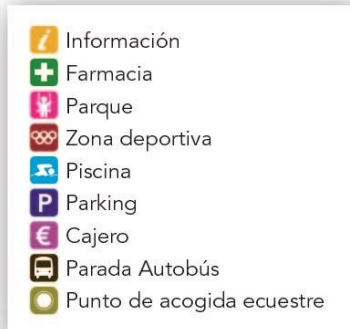 i Información
Farmacia
Parque
Zona deportiva
Piscina
P Parking
€ Cajero
Parada Autobús
Punto de acogida ecuestre